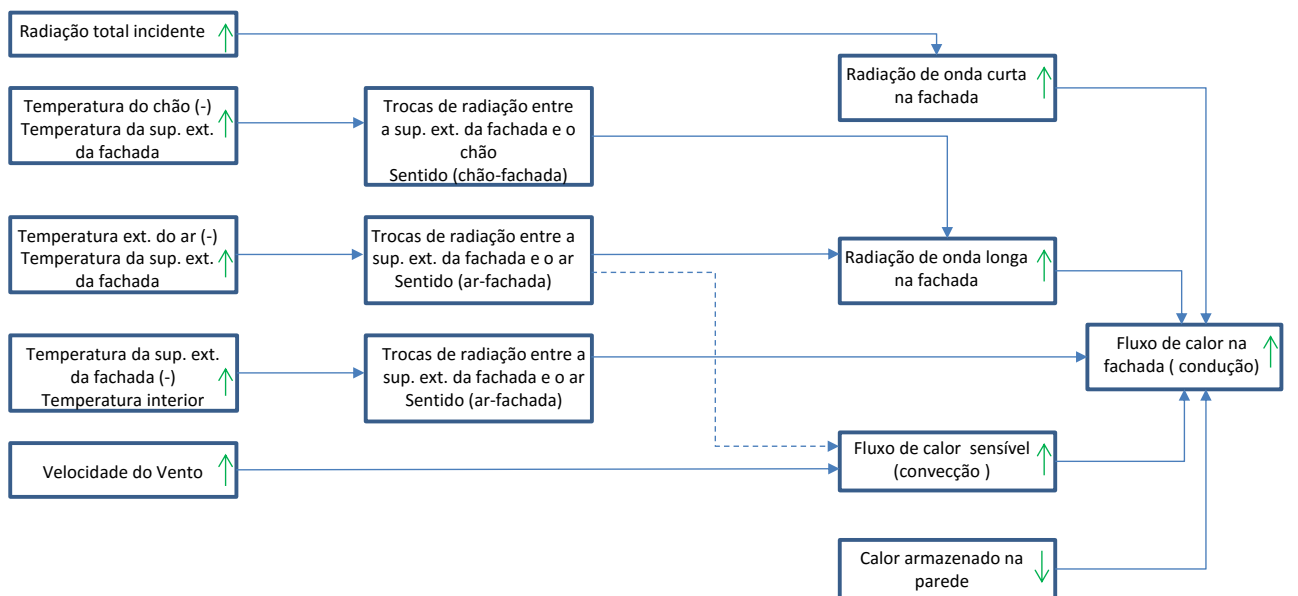 Radiação total incidente
Radiação de onda curta
na fachada
Temperatura do chão (-)
Temperatura da sup. ext.
da fachada
Trocas de radiação entre
a sup. ext. da fachada e o
chão
Sentido (chão-fachada)
Temperatura ext. do ar (-)
Temperatura da sup. ext.
da fachada
Trocas de radiação entre a
sup. ext. da fachada e o ar
Sentido (ar-fachada)
Radiação de onda longa
na fachada
Temperatura da sup. ext.
da fachada (-)
Temperatura interior
Trocas de radiação entre a
sup. ext. da fachada e o ar
Sentido (ar-fachada)
Fluxo de calor na
fachada ( condução)
Velocidade do Vento
Fluxo de calor sensível
(convecção )
Calor armazenado na
parede